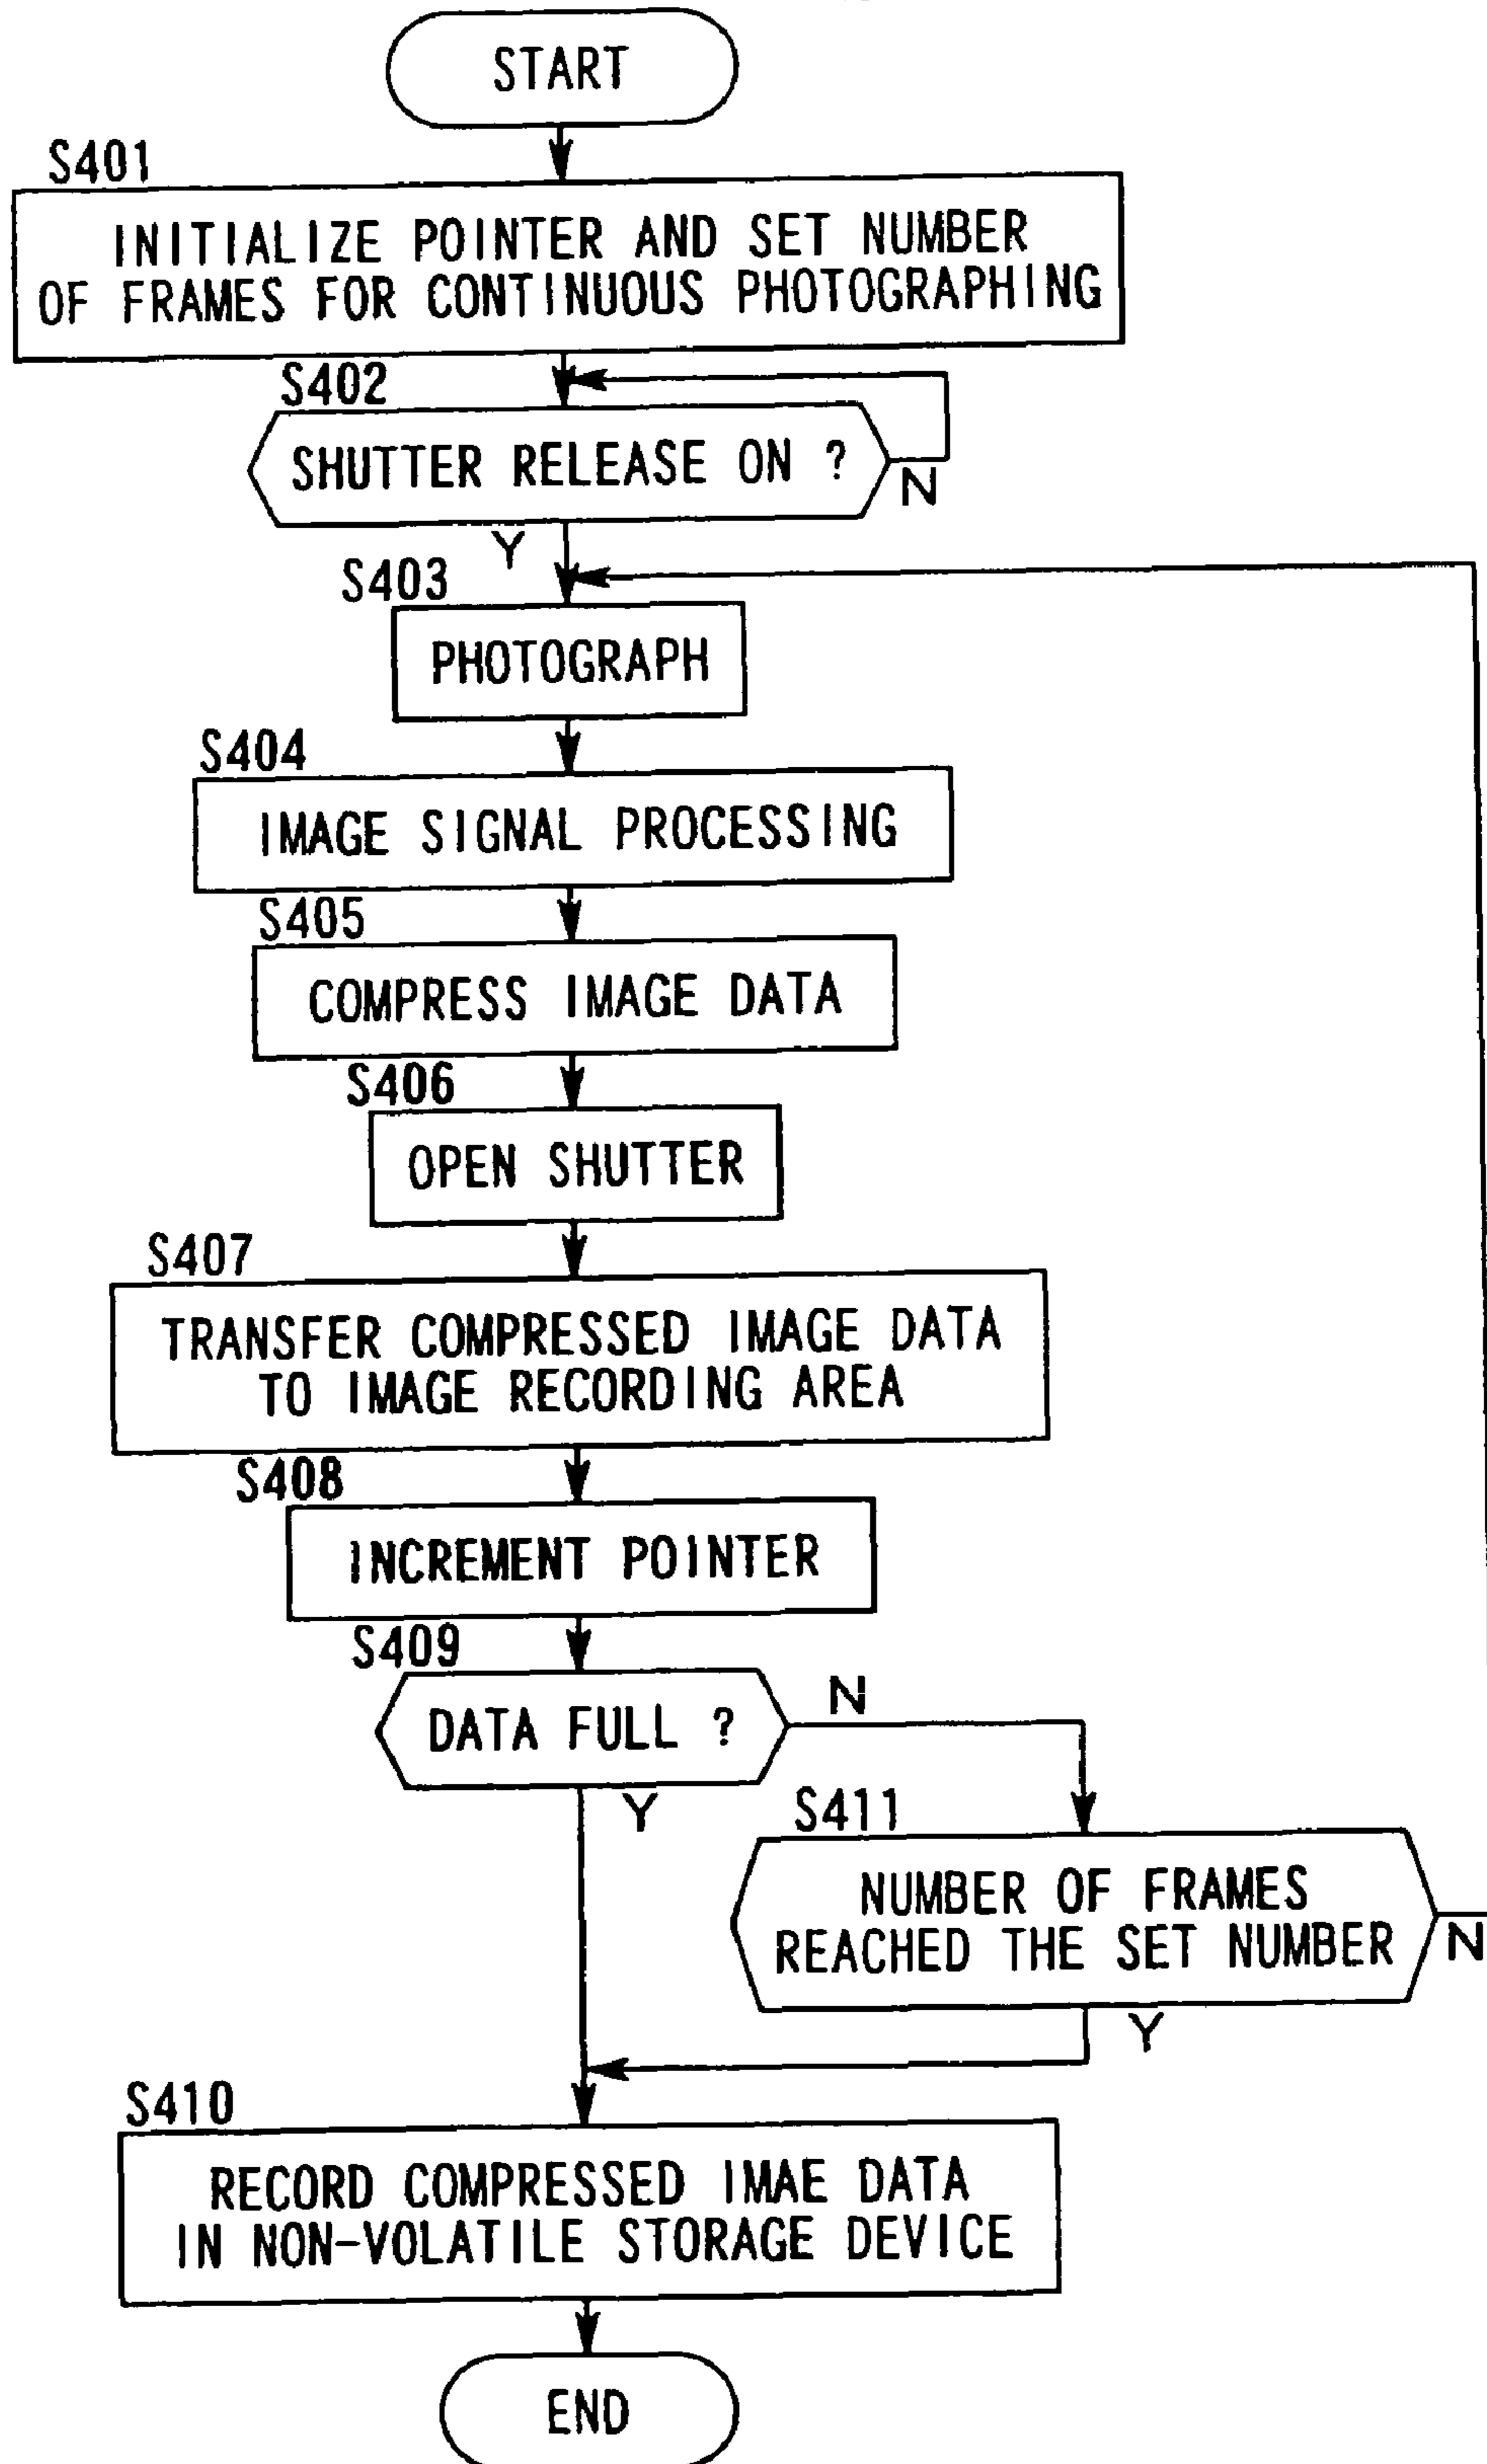 START
S401
INITIALIZE POINTER AND SET NUMBER
OF FRAMES FOR CONTINUOUS PHOTOGRAPHING
S402
SHUTTER RELEASE ON ?
N
Y
S403
PHOTOGRAPH
S404
IMAGE SIGNAL PROCESSING
S405
COMPRESS IMAGE DATA
S406
OPEN SHUTTER
S407
TRANSFER COMPRESSED IMAGE DATA
TO IMAGE RECORDING AREA
S408
INCREMENT POINTER
S409
DATA FULL ?
N
Y
S411
NUMBER OF FRAMES
REACHED THE SET NUMBER
N
Y
S410
RECORD COMPRESSED IMAE DATA
IN NON-VOLATILE STORAGE DEVICE
END